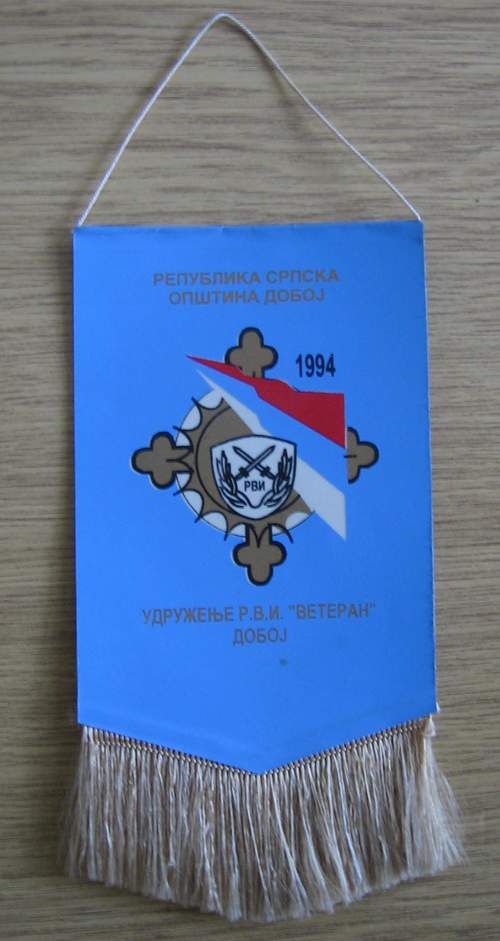 РЕПУБЛИКА СРПСКА
ОПШТИНА ДОБОЈ
1994
РВИ
УДРУЖЕЊЕ Р.В.И. "ВЕТЕРАН"
ДОБОЈ